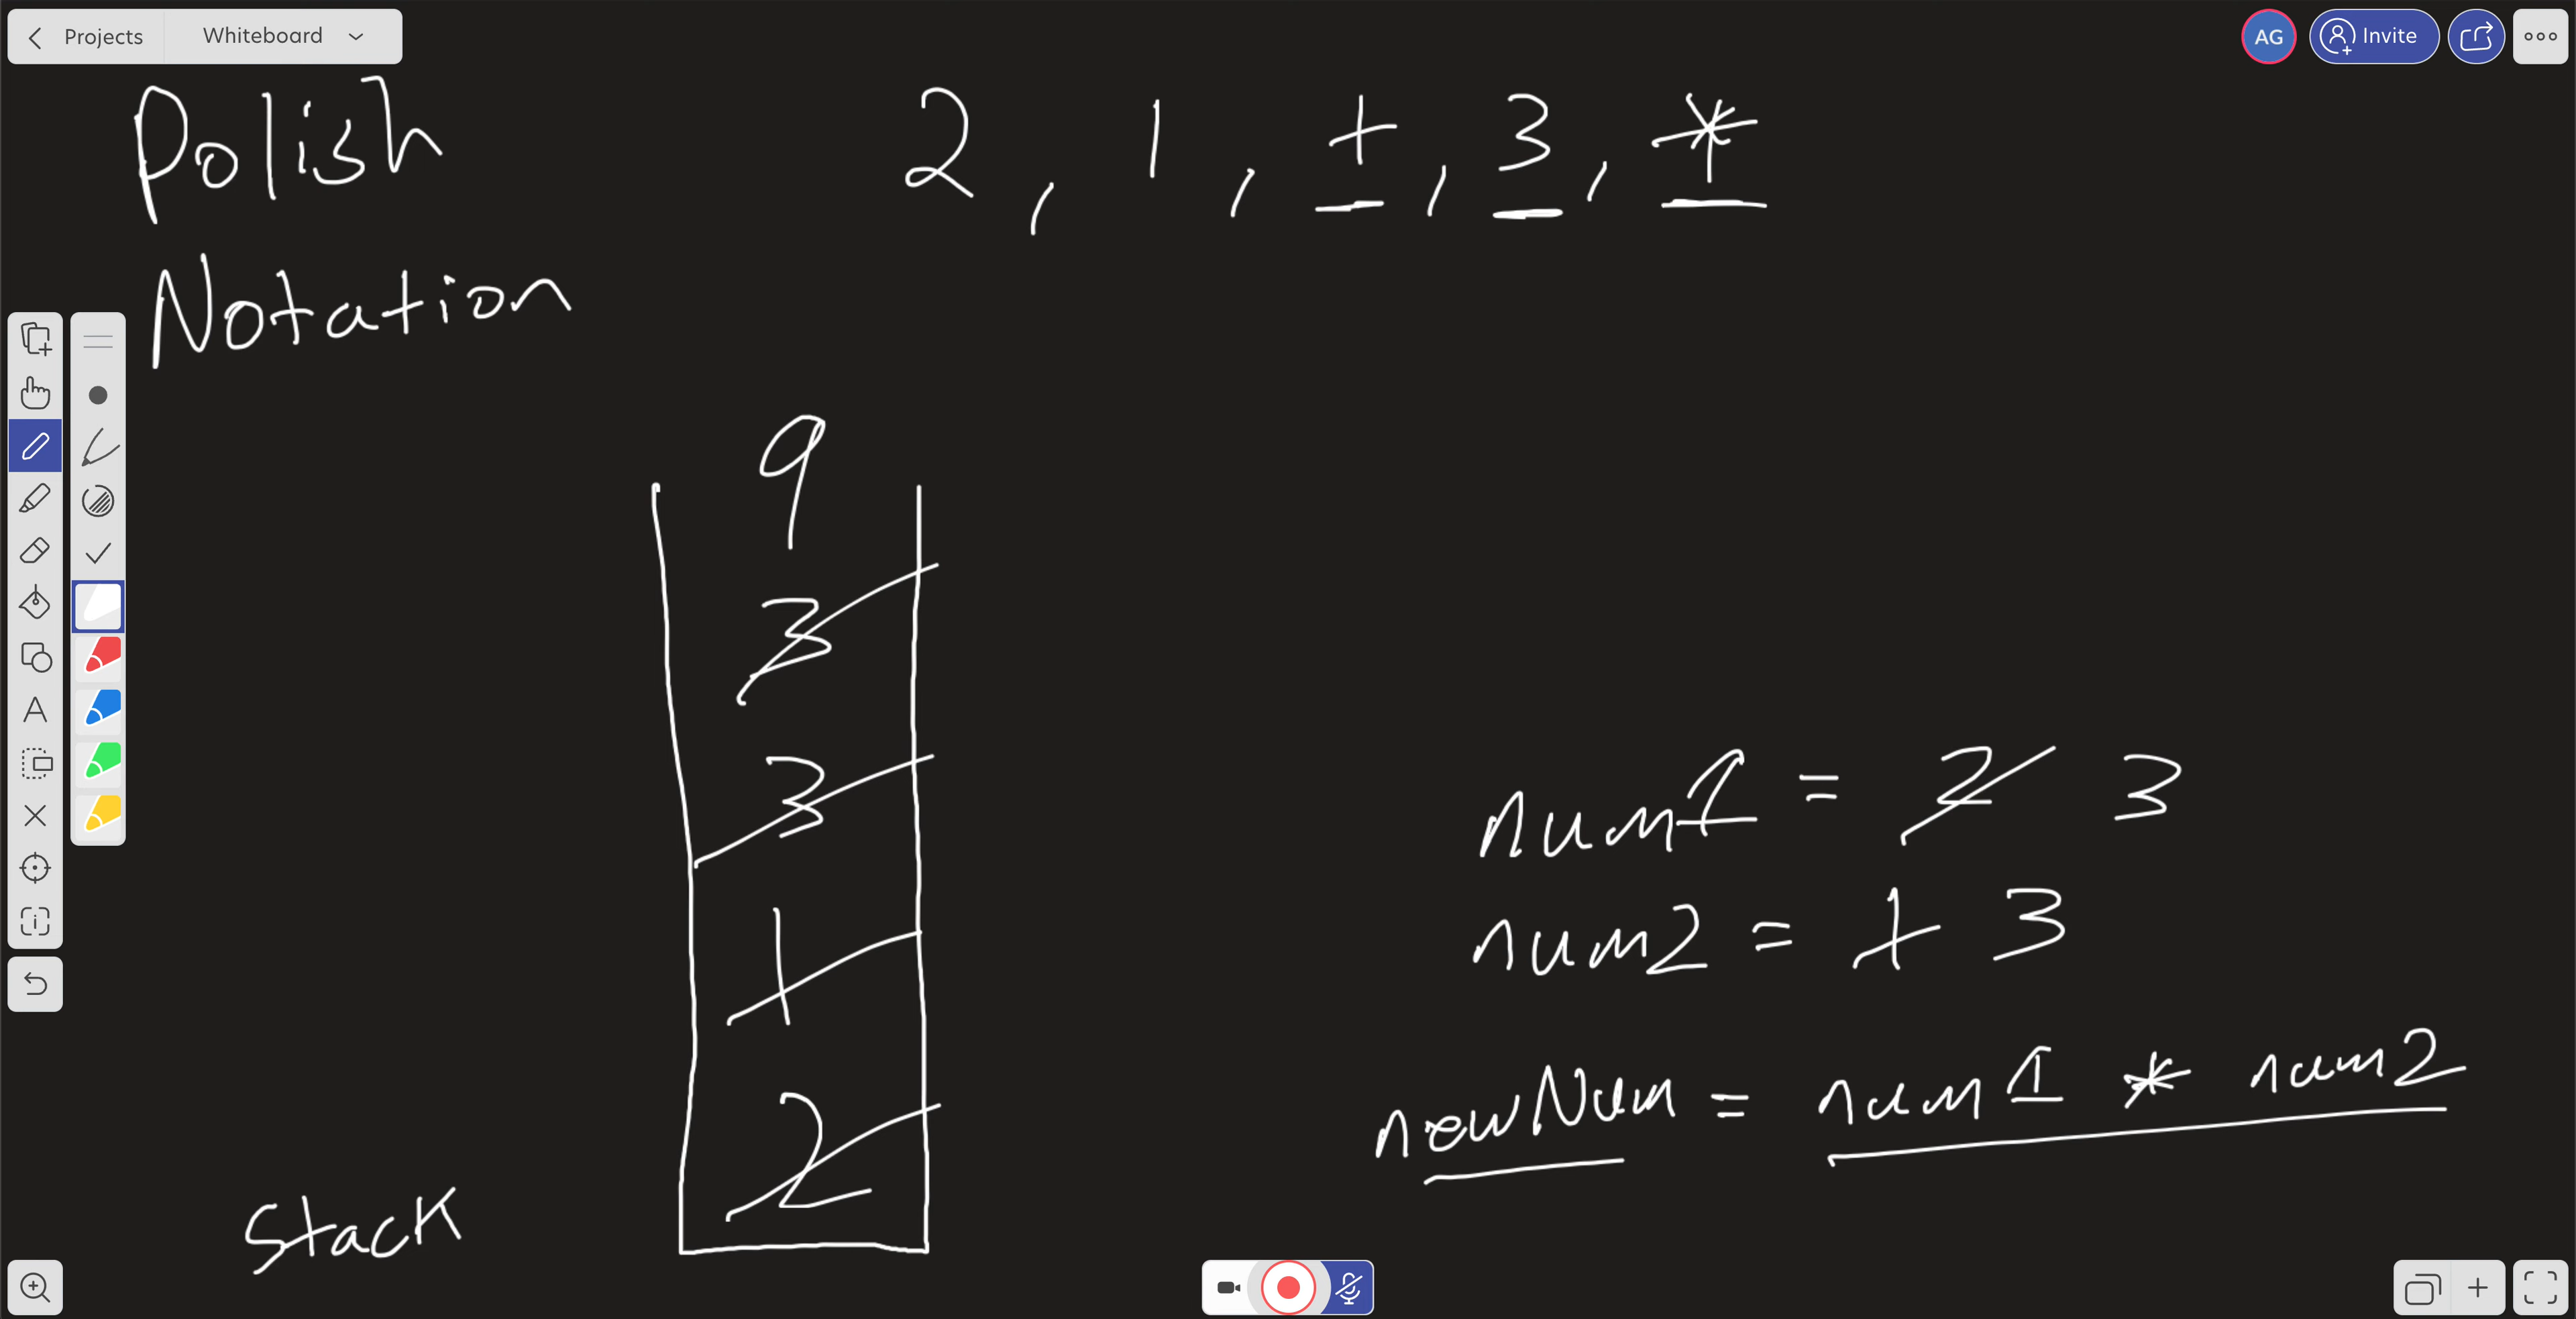 Projects Whiteboard
AG Invite
Polish
Notation
2, 1, +, 3, *
9
3
3
1
2
Stack
num1 = 2 3
num2 = 1 3
newNum = num1 * num2